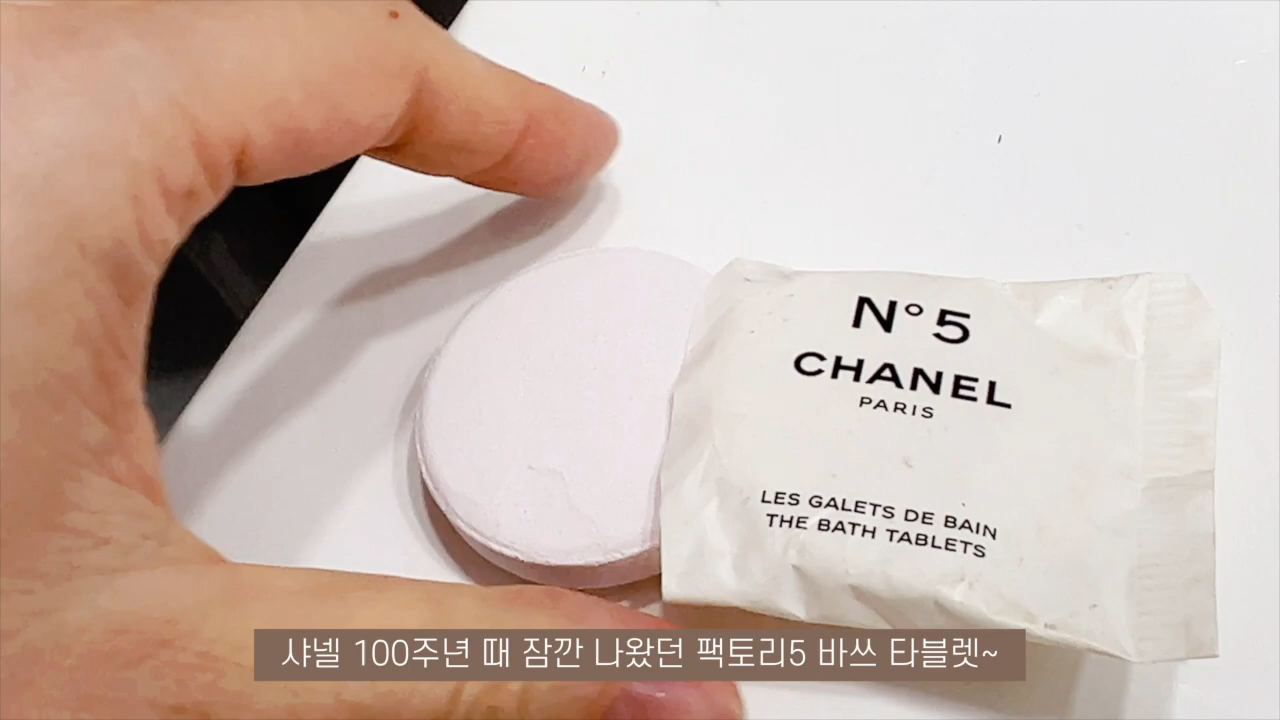 N°5
CHANEL
PARIS
LES GALETS DE BAIN
THE BATH TABLETS
샤넬 100주년 때 잠깐 나왔던 팩토리5 바쓰 타블렛~